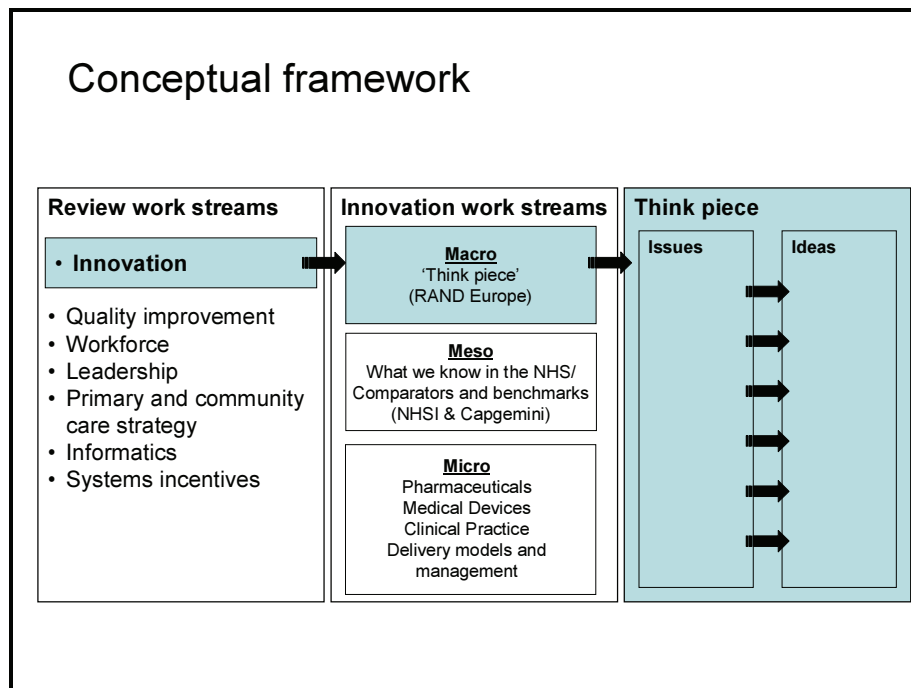 Conceptual framework
Review work streams
• Innovation
• Quality improvement
• Workforce
• Leadership
• Primary and community
care strategy
• Informatics
• Systems incentives
Innovation work streams
Macro
‘Think piece’
(RAND Europe)
Meso
What we know in the NHS/
Comparators and benchmarks
(NHSI & Capgemini)
Micro
Pharmaceuticals
Medical Devices
Clinical Practice
Delivery models and
management
Think piece
Issues
Ideas